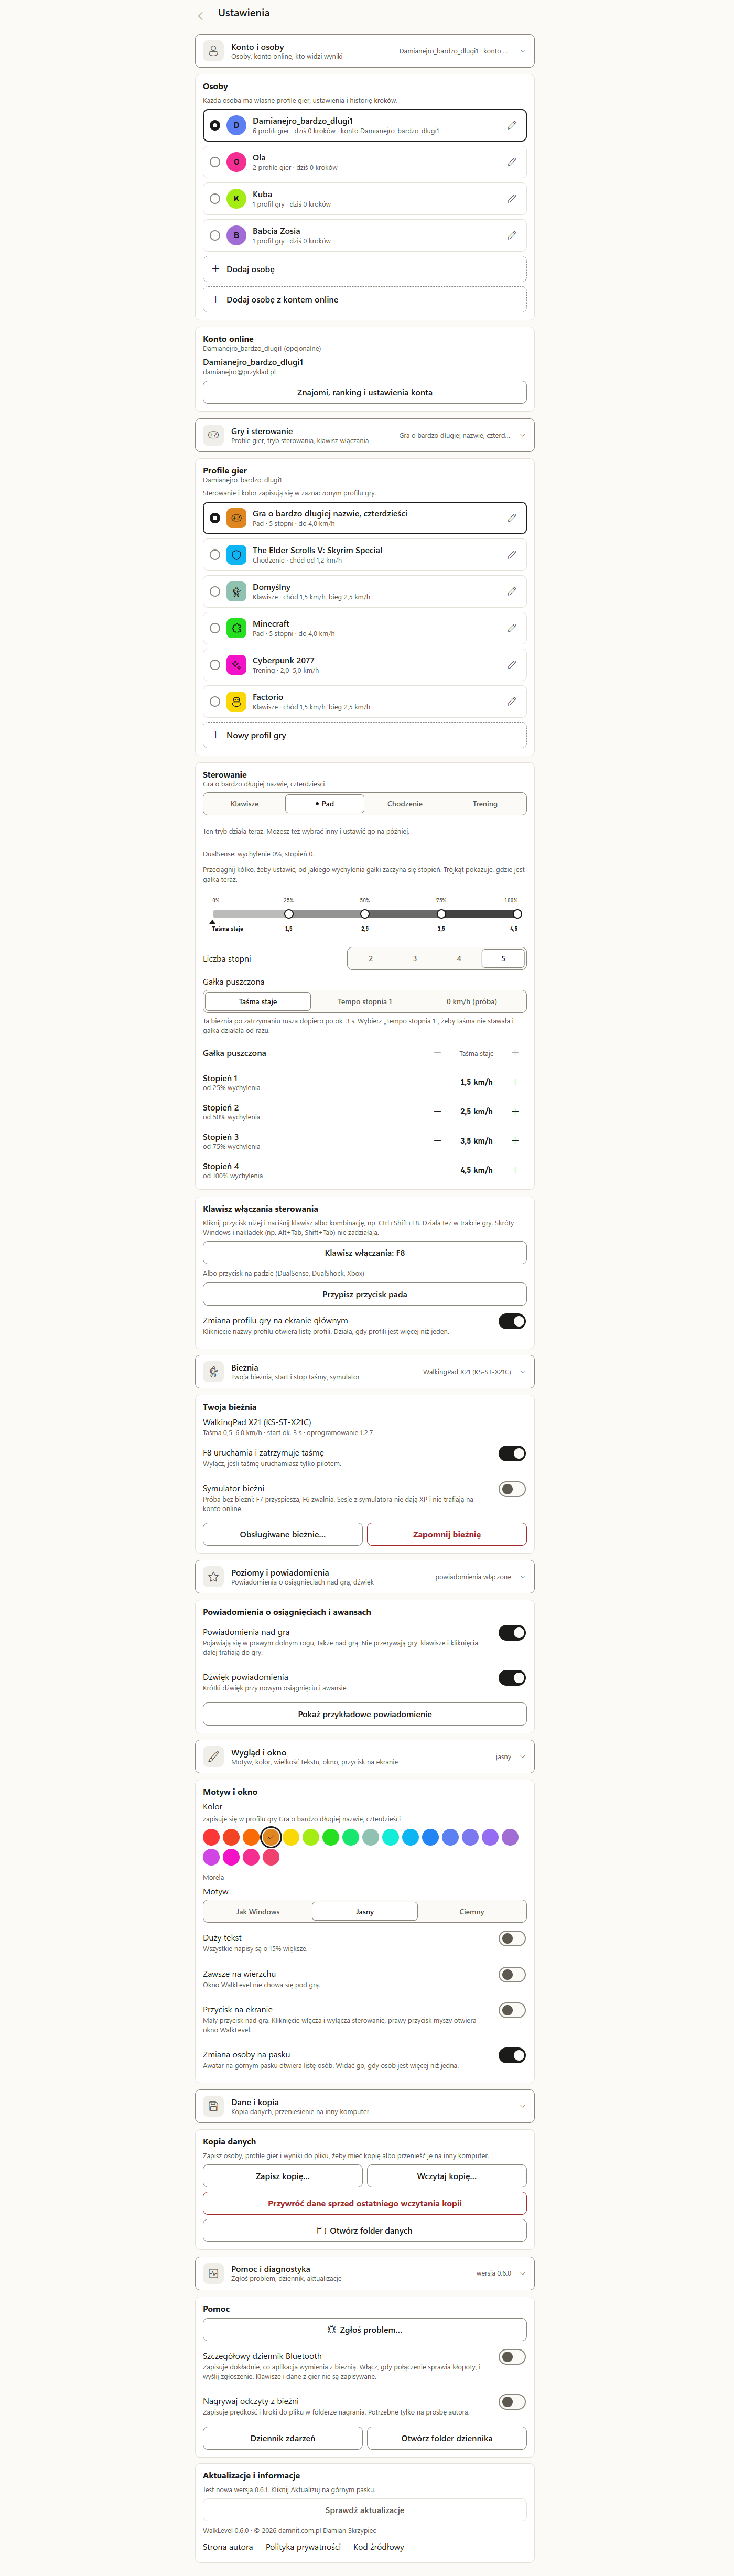 Ustawienia
Konto i osoby
Osoby, konto online, kto widzi wyniki
Damianejro_bardzo_dlugi1 · konto ...
Osoby
Każda osoba ma własne profile gier, ustawienia i historię kroków.
D
Damianejro_bardzo_dlugi1
6 profili gier · dziś 0 kroków · konto Damianejro_bardzo_dlugi1
O
Ola
2 profile gier · dziś 0 kroków
K
Kuba
1 profil gry · dziś 0 kroków
B
Babcia Zosia
1 profil gry · dziś 0 kroków
Dodaj osobę
Dodaj osobę z kontem online
Konto online
Damianejro_bardzo_dlugi1 (opcjonalne)
Damianejro_bardzo_dlugi1
damianejro@przyklad.pl
Znajomi, ranking i ustawienia konta
Gry i sterowanie
Profile gier, tryb sterowania, klawisz włączania
Gra o bardzo długiej nazwie, czterd...
Profile gier
Damianejro_bardzo_dlugi1
Sterowanie i kolor zapisują się w zaznaczonym profilu gry.
Gra o bardzo długiej nazwie, czterdzieści
Pad · 5 stopni · do 4,0 km/h
The Elder Scrolls V: Skyrim Special
Chodzenie · chód od 1,2 km/h
Domyślny
Klawisze · chód 1,5 km/h, bieg 2,5 km/h
Minecraft
Pad · 5 stopni · do 4,0 km/h
Cyberpunk 2077
Trening · 2,0–5,0 km/h
Factorio
Klawisze · chód 1,5 km/h, bieg 2,5 km/h
Nowy profil gry
Sterowanie
Gra o bardzo długiej nazwie, czterdzieści
Klawisze
Pad
Chodzenie
Trening
Ten tryb działa teraz. Możesz też wybrać inny i ustawić go na później.
DualSense: wychylenie 0%, stopień 0.
Przeciągnij kółko, żeby ustawić, od jakiego wychylenia gałki zaczyna się stopień. Trójkąt pokazuje, gdzie jest
gałka teraz.
0% 25% 50% 75% 100%
Taśma staje 1,5 2,5 3,5 4,5
Liczba stopni
2 3 4 5
Gałka puszczona
Taśma staje
Tempo stopnia 1
0 km/h (próba)
Ta bieżnia po zatrzymaniu rusza dopiero po ok. 3 s. Wybierz „Tempo stopnia 1”, żeby taśma nie stawała i
gałka działała od razu.
Gałka puszczona
Taśma staje
Stopień 1
od 25% wychylenia
1,5 km/h
Stopień 2
od 50% wychylenia
2,5 km/h
Stopień 3
od 75% wychylenia
3,5 km/h
Stopień 4
od 100% wychylenia
4,5 km/h
Klawisz włączania sterowania
Kliknij przycisk niżej i naciśnij klawisz albo kombinację, np. Ctrl+Shift+F8. Działa też w trakcie gry. Skróty
Windows i nakładek (np. Alt+Tab, Shift+Tab) nie zadziałają.
Klawisz włączania: F8
Albo przycisk na padzie (DualSense, DualShock, Xbox)
Przypisz przycisk pada
Zmiana profilu gry na ekranie głównym
Kliknięcie nazwy profilu otwiera listę profili. Działa, gdy profili jest więcej niż jeden.
Bieżnia
Twoja bieżnia, start i stop taśmy, symulator
WalkingPad X21 (KS-ST-X21C)
Twoja bieżnia
WalkingPad X21 (KS-ST-X21C)
Taśma 0,5–6,0 km/h · start ok. 3 s · oprogramowanie 1.2.7
F8 uruchamia i zatrzymuje taśmę
Wyłącz, jeśli taśmę uruchamiasz tylko pilotem.
Symulator bieżni
Próba bez bieżni: F7 przyspiesza, F6 zwalnia. Sesje z symulatora nie dają XP i nie trafiają na
konto online.
Obsługiwane bieżnie...
Zapomnij bieżnię
Poziomy i powiadomienia
Powiadomienia o osiągnięciach nad grą, dźwięk
powiadomienia włączone
Powiadomienia o osiągnięciach i awansach
Powiadomienia nad grą
Pojawiają się w prawym dolnym rogu, także nad grą. Nie przerywają gry: klawisze i kliknięcia
dalej trafiają do gry.
Dźwięk powiadomienia
Krótki dźwięk przy nowym osiągnięciu i awansie.
Pokaż przykładowe powiadomienie
Wygląd i okno
Motyw, kolor, wielkość tekstu, okno, przycisk na ekranie
jasny
Motyw i okno
Kolor
zapisuje się w profilu gry Gra o bardzo długiej nazwie, czterdzieści
Morela
Motyw
Jak Windows
Jasny
Ciemny
Duży tekst
Wszystkie napisy są o 15% większe.
Zawsze na wierzchu
Okno WalkLevel nie chowa się pod grą.
Przycisk na ekranie
Mały przycisk nad grą. Kliknięcie włącza i wyłącza sterowanie, prawy przycisk myszy otwiera
okno WalkLevel.
Zmiana osoby na pasku
Awatar na górnym pasku otwiera listę osób. Widać go, gdy osób jest więcej niż jedna.
Dane i kopia
Kopia danych, przeniesienie na inny komputer
Kopia danych
Zapisz osoby, profile gier i wyniki do pliku, żeby mieć kopię albo przenieść je na inny komputer.
Zapisz kopię...
Wczytaj kopię...
Przywróć dane sprzed ostatniego wczytania kopii
Otwórz folder danych
Pomoc i diagnostyka
Zgłoś problem, dziennik, aktualizacje
wersja 0.6.0
Pomoc
Zgłoś problem...
Szczegółowy dziennik Bluetooth
Zapisuje dokładnie, co aplikacja wymienia z bieżnią. Włącz, gdy połączenie sprawia kłopoty, i
wyślij zgłoszenie. Klawisze i dane z gier nie są zapisywane.
Nagrywaj odczyty z bieżni
Zapisuje prędkość i kroki do pliku w folderze nagrania. Potrzebne tylko na prośbę autora.
Dziennik zdarzeń
Otwórz folder dziennika
Aktualizacje i informacje
Jest nowa wersja 0.6.1. Kliknij Aktualizuj na górnym pasku.
Sprawdź aktualizacje
WalkLevel 0.6.0 · © 2026 damnit.com.pl Damian Skrzypiec
Strona autora
Polityka prywatności
Kod źródłowy